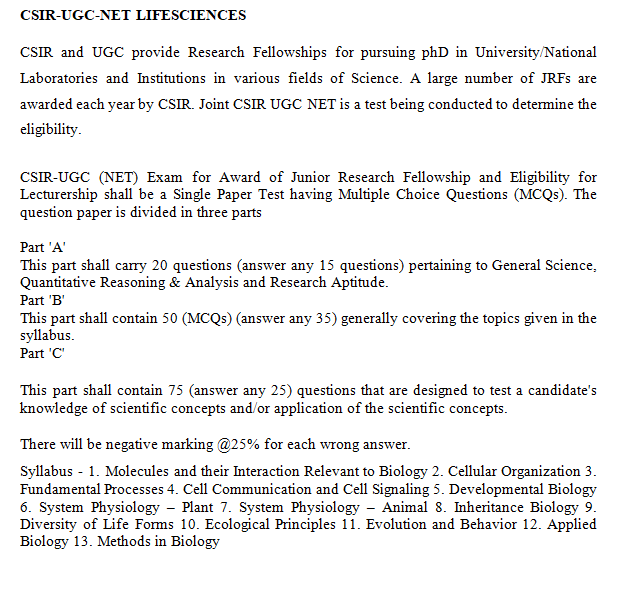 CSIR-UGC-NET LIFESCIENCES
CSIR and UGC provide Research Fellowships for pursuing phD in University/National
Laboratories and Institutions in various fields of Science. A large number of JRFs are
awarded each year by CSIR. Joint CSIR UGC NET is a test being conducted to determine the
eligibility.
CSIR-UGC (NET) Exam for Award of Junior Research Fellowship and Eligibility for
Lecturership shall be a Single Paper Test having Multiple Choice Questions (MCQs). The
question paper is divided in three parts
Part 'A'
This part shall carry 20 questions (answer any 15 questions) pertaining to General Science,
Quantitative Reasoning & Analysis and Research Aptitude.
Part 'B'
This part shall contain 50 (MCQs) (answer any 35) generally covering the topics given in the
syllabus.
Part 'C'
This part shall contain 75 (answer any 25) questions that are designed to test a candidate's
knowledge of scientific concepts and/or application of the scientific concepts.
There will be negative marking @25% for each wrong answer.
Syllabus - 1. Molecules and their Interaction Relevant to Biology 2. Cellular Organization 3.
Fundamental Processes 4. Cell Communication and Cell Signaling 5. Developmental Biology
6. System Physiology – Plant 7. System Physiology – Animal 8. Inheritance Biology 9.
Diversity of Life Forms 10. Ecological Principles 11. Evolution and Behavior 12. Applied
Biology 13. Methods in Biology